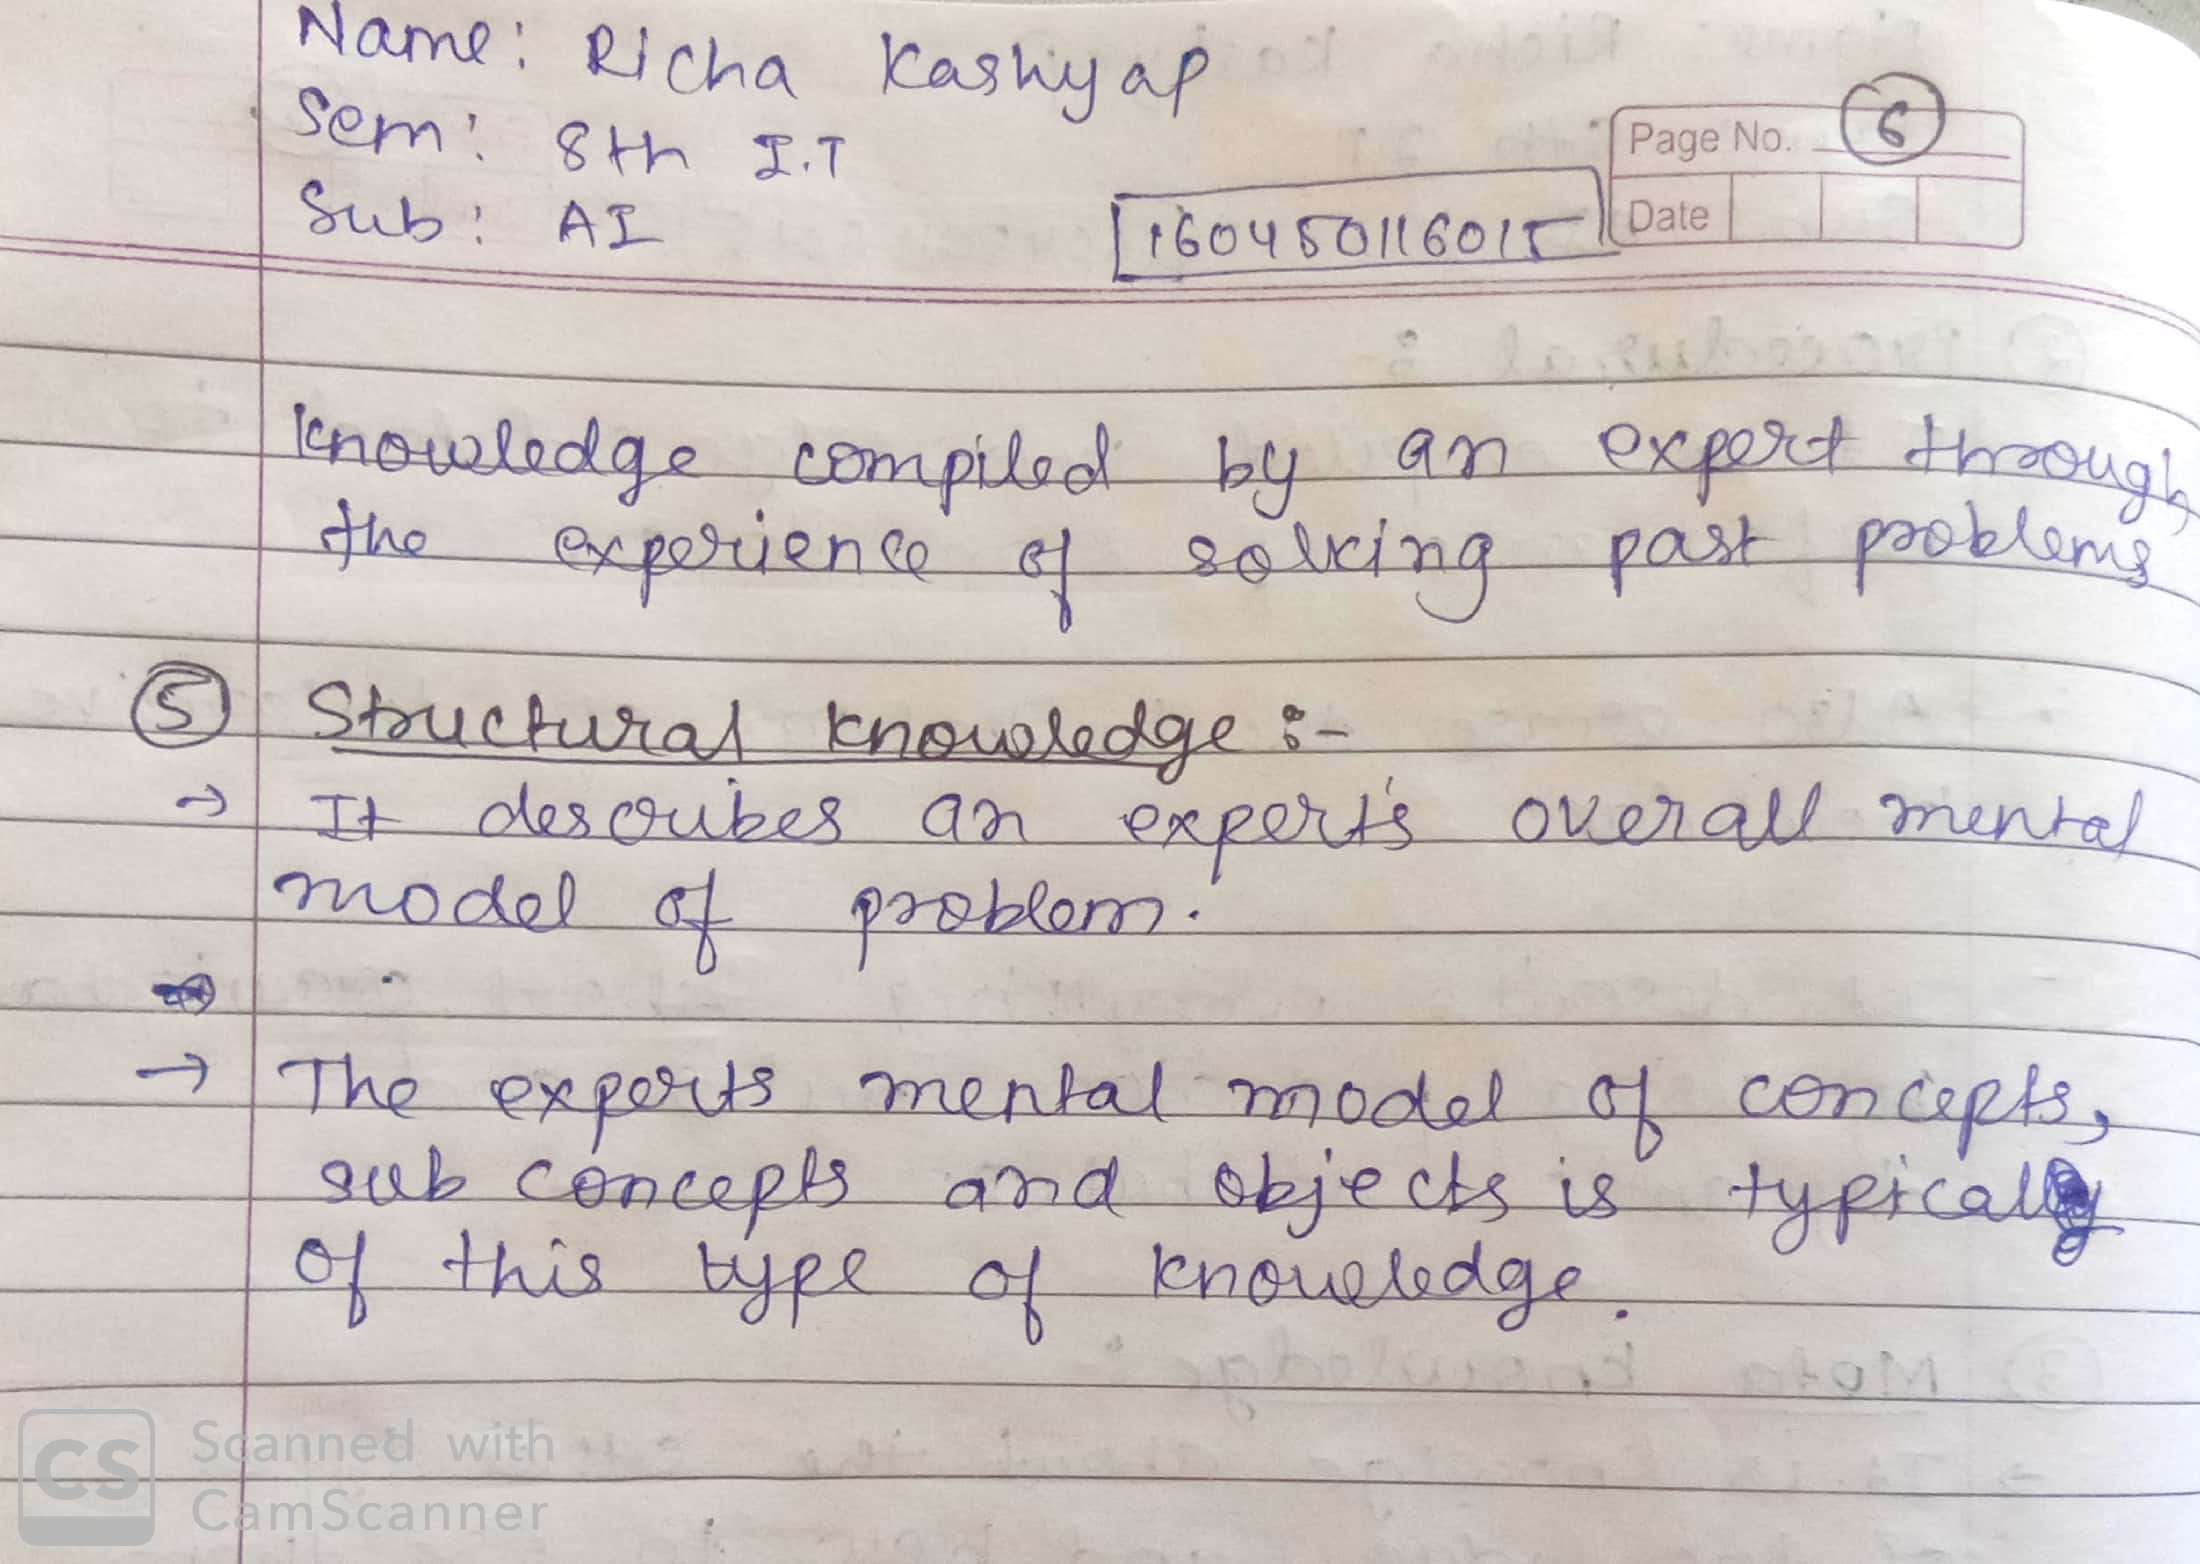 Name: Richa Kashyap
Sem: 8th I.T
Sub: AI
Page No. 6
160450116015
Date
knowledge compiled by an expert through
the experience of solving past problems
5 Structural knowledge :-
→ It describes an expert's overall mental
model of problem.
→ The experts mental model of concepts,
sub concepts and objects is typically
of this type of knowledge.
CS Scanned with
CamScanner